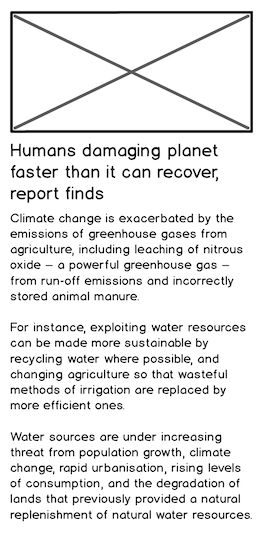 Humans damaging planet
faster than it can recover,
report finds
Climate change is exacerbated by the
emissions of greenhouse gases from
agriculture, including leaching of nitrous
oxide – a powerful greenhouse gas –
from run-off emissions and incorrectly
stored animal manure.
For instance, exploiting water resources
can be made more sustainable by
recycling water where possible, and
changing agriculture so that wasteful
methods of irrigation are replaced by
more efficient ones.
Water sources are under increasing
threat from population growth, climate
change, rapid urbanisation, rising levels
of consumption, and the degradation of
lands that previously provided a natural
replenishment of natural water resources.